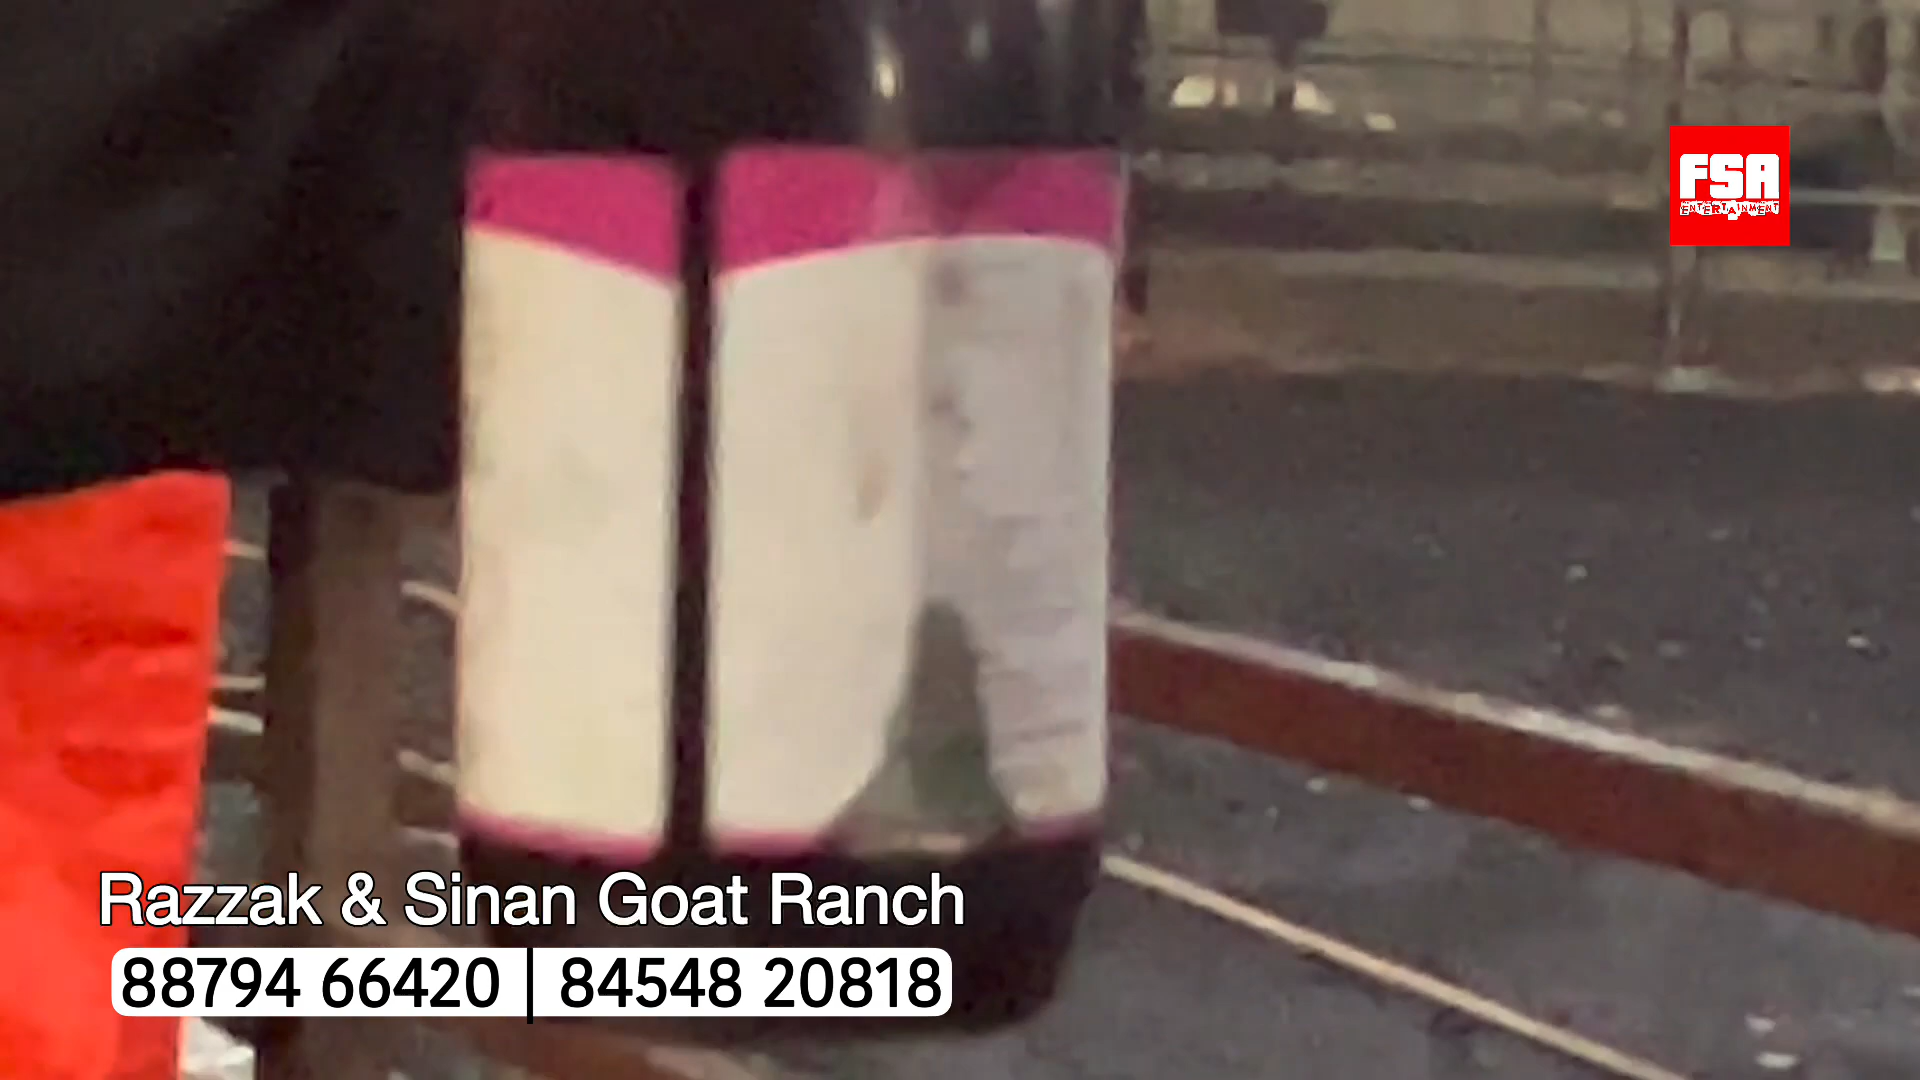 FSA
ENTERTAINMENT
Razzak & Sinan Goat Ranch
88794 66420 | 84548 20818